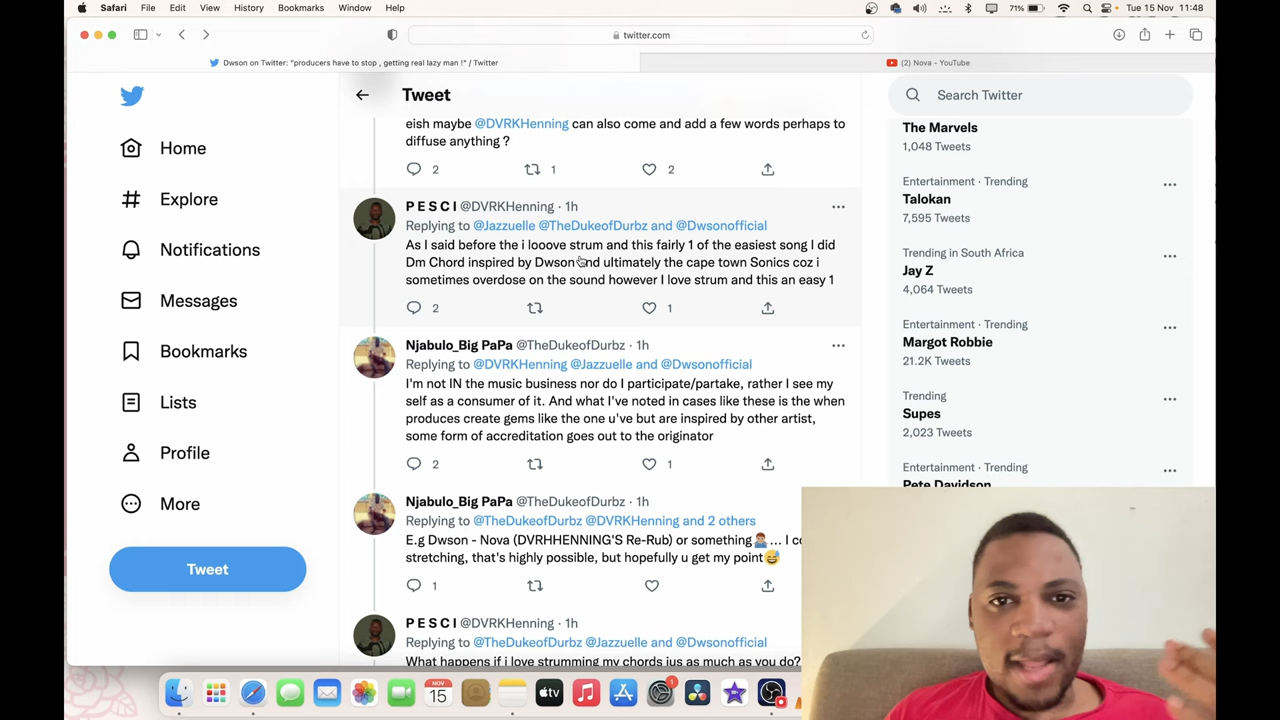 Safari File Edit View History Bookmarks Window Help 71% Tue 15 Nov 11:48
twitter.com
Dwson on Twitter: "producers have to stop , getting real lazy man !" / Twitter
(2) Nova - YouTube
Home
Explore
Notifications
Messages
Bookmarks
Lists
Profile
More
Tweet
Tweet
eish maybe @DVRKHenning can also come and add a few words perhaps to
diffuse anything ?
2 1 2
P E S C I @DVRKHenning · 1h
Replying to @Jazzuelle @TheDukeofDurbz and @Dwsonofficial
As I said before the i looove strum and this fairly 1 of the easiest song I did
Dm Chord inspired by Dwson and ultimately the cape town Sonics coz i
sometimes overdose on the sound however I love strum and this an easy 1
2 1
Njabulo_Big PaPa @TheDukeofDurbz · 1h
Replying to @DVRKHenning @Jazzuelle and @Dwsonofficial
I'm not IN the music business nor do I participate/partake, rather I see my
self as a consumer of it. And what I've noted in cases like these is the when
produces create gems like the one u've but are inspired by other artist,
some form of accreditation goes out to the originator
2 1
Njabulo_Big PaPa @TheDukeofDurbz · 1h
Replying to @TheDukeofDurbz @DVRKHenning and 2 others
E.g Dwson - Nova (DVRHHENNING'S Re-Rub) or something🤷🏽‍♂️... I
stretching, that's highly possible, but hopefully u get my point😅
1
P E S C I @DVRKHenning · 1h
Replying to @TheDukeofDurbz @Jazzuelle and @Dwsonofficial
What happens if i love strumming my chords jus as much as you do?
Search Twitter
The Marvels
1,048 Tweets
Entertainment · Trending
Talokan
7,595 Tweets
Trending in South Africa
Jay Z
4,064 Tweets
Entertainment · Trending
Margot Robbie
21.2K Tweets
Trending
Supes
2,023 Tweets
Entertainment · Trending
Pete Davidson
NOV
15
tv
1